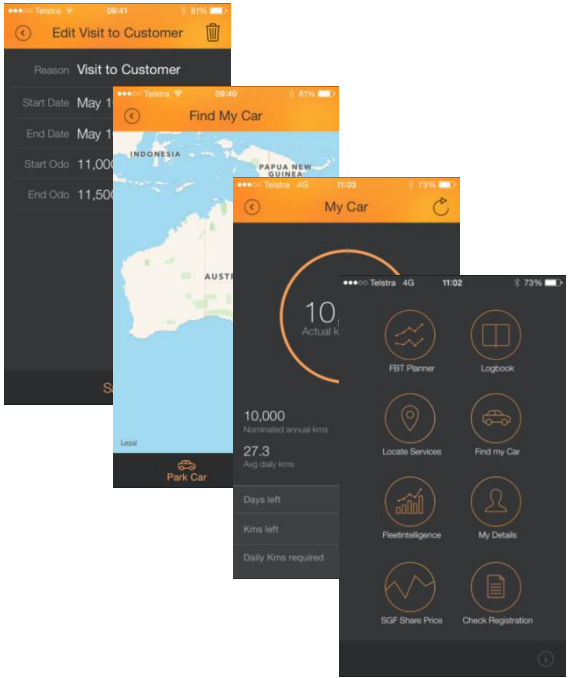 Telstra 09:41 81%
Edit Visit to Customer
Reason Visit to Customer
Start Date May
End Date May
Start Odo 11,000
End Odo 11,500
Telstra 09:40 81%
Find My Car
INDONESIA
PAPUA NEW
GUINEA
Legal
Park Car
Telstra 4G 11:03 73%
My Car
10,
Actual
10,000
Nominated annual kms
27.3
Avg daily kms
Days left
Kms left
Daily Kms required
Telstra 4G 11:02 73%
FBT Planner Logbook
Locate Services Find my Car
Fleetintelligence My Details
SGF Share Price Check Registration